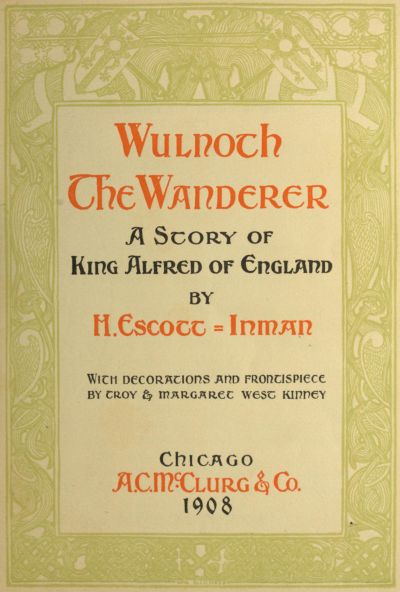 Wulnoth
The Wanderer
A Story of
King Alfred of England
by
H. Escott=Inman
With decorations and frontispiece
by Troy & Margaret West Kinney
Chicago
A.C. McClurg & Co.
1908